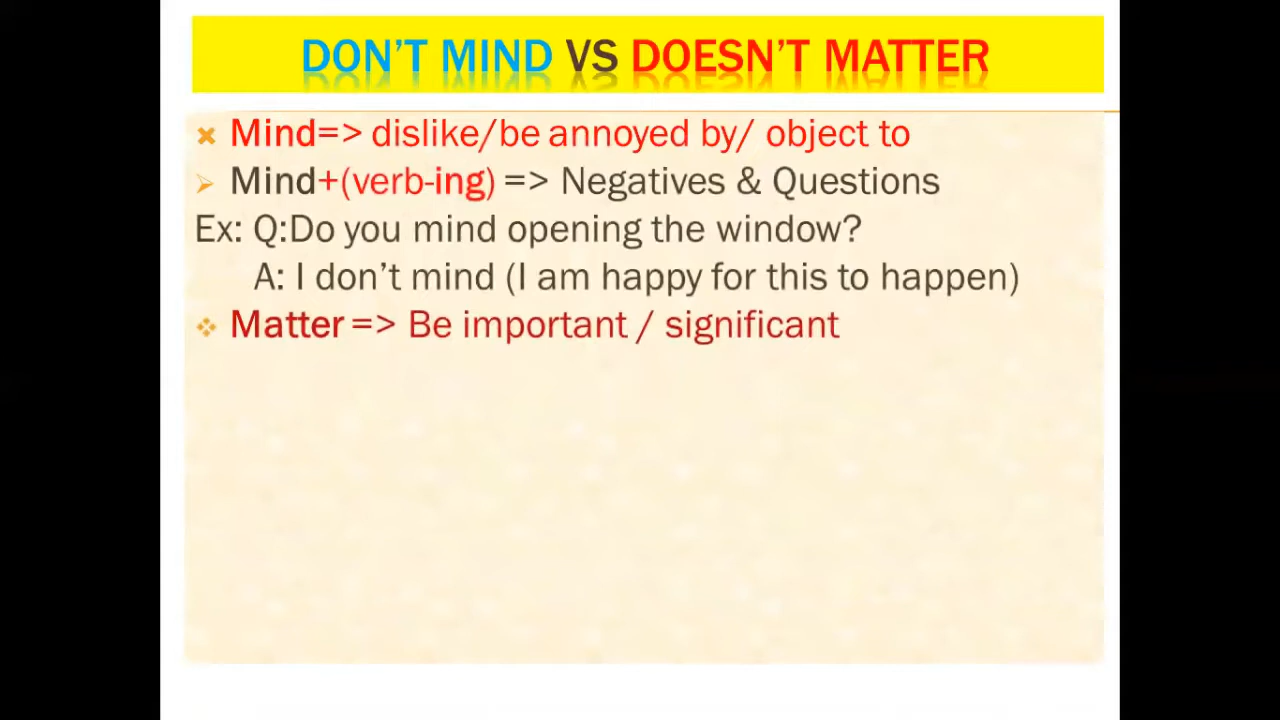 DON’T MIND VS DOESN’T MATTER
Mind=> dislike/be annoyed by/ object to
Mind+(verb-ing) => Negatives & Questions
Ex: Q:Do you mind opening the window?
A: I don’t mind (I am happy for this to happen)
Matter => Be important / significant